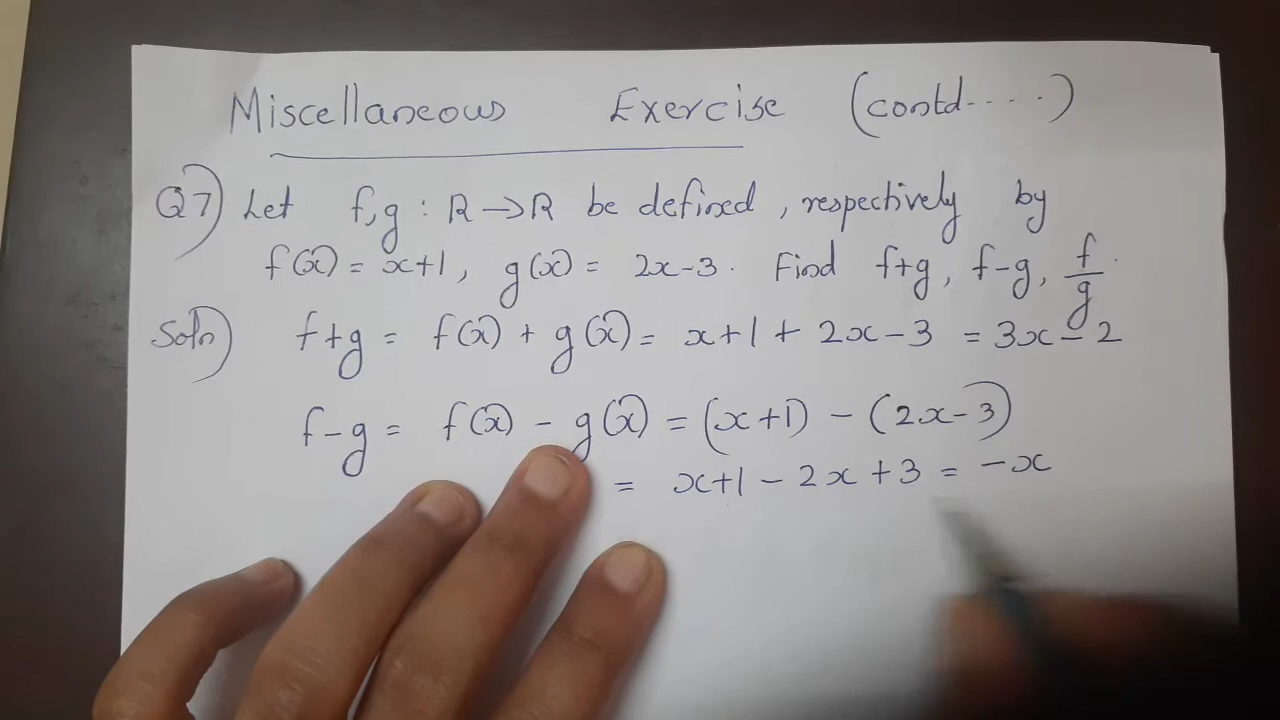 Miscellaneous Exercise (contd....)
Q7) Let f,g : R→R be defined, respectively by
f(x) = x+1, g(x) = 2x-3. Find f+g, f-g, f/g.
Soln) f+g = f(x) + g(x) = x+1 + 2x-3 = 3x-2
f-g = f(x) - g(x) = (x+1) - (2x-3)
= x+1 - 2x+3 = -x